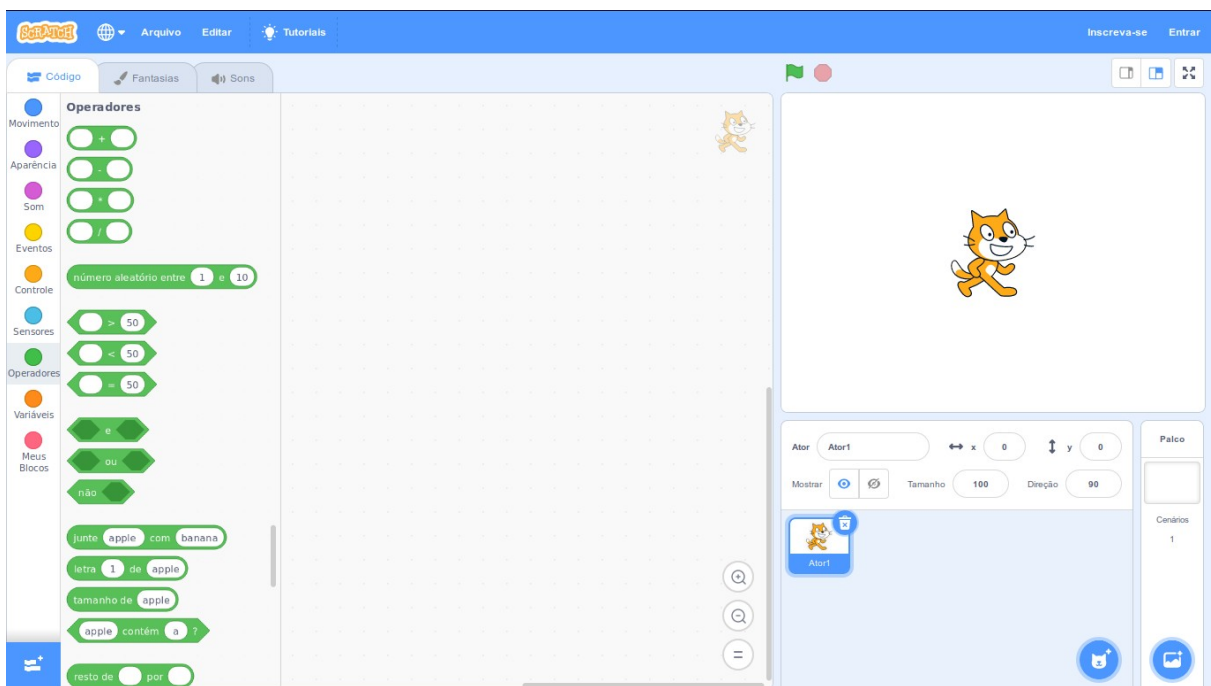 SCRATCH Arquivo Editar Tutoriais Inscreva-se Entrar
Código Fantasias Sons
Movimento
Aparência
Som
Eventos
Controle
Sensores
Operadores
Variáveis
Meus
Blocos
Operadores
+
-
*
/
número aleatório entre 1 e 10
> 50
< 50
= 50
e
ou
não
junte apple com banana
letra 1 de apple
tamanho de apple
apple contém a ?
resto de por
Ator Ator1 x 0 y 0
Mostrar Tamanho 100 Direção 90
Ator1
Palco
Cenários
1